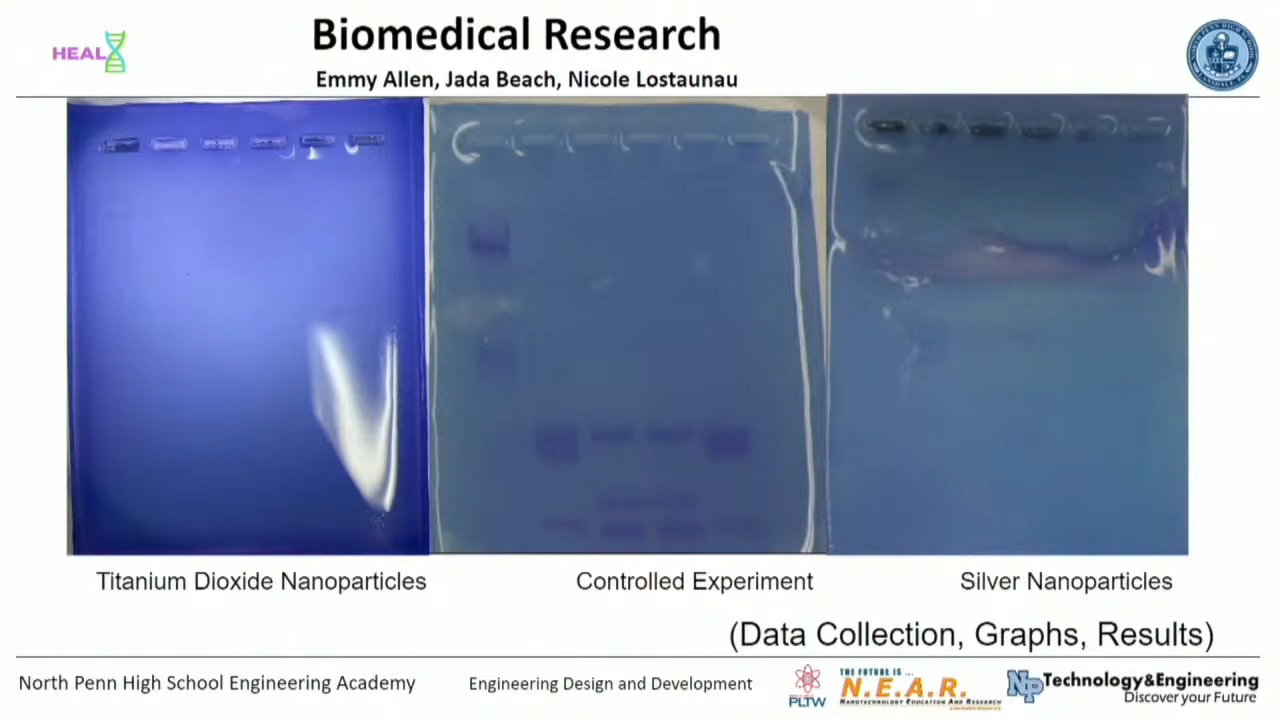 HEAL
Biomedical Research
Emmy Allen, Jada Beach, Nicole Lostaunau
Titanium Dioxide Nanoparticles
Controlled Experiment
Silver Nanoparticles
(Data Collection, Graphs, Results)
North Penn High School Engineering Academy
Engineering Design and Development
PLTW
THE FUTURE IS ...
N.E.A.R.
NANOTECHNOLOGY EDUCATION AND RESEARCH
NP
Technology&Engineering
Discover your Future